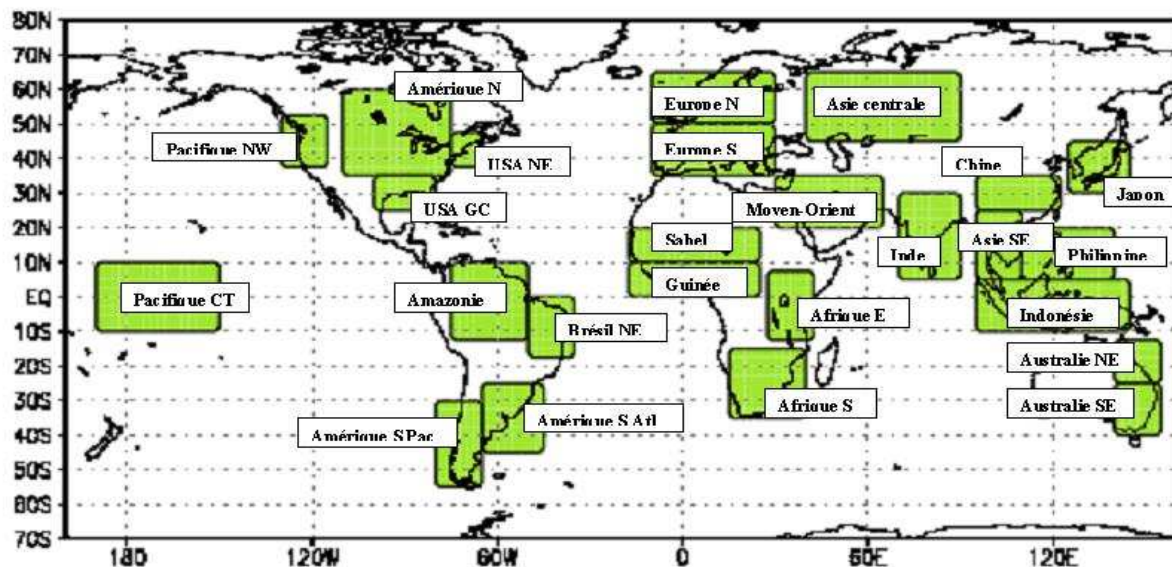 80N
70N
60N
50N
40N
30N
20N
10N
EQ
10S
20S
30S
40S
50S
60S
70S
Amérique N
Europe N
Asie centrale
Pacifique NW
Europe S
USA NE
Chine
Japon
USA GC
Moyen-Orient
Sahel
Inde
Asie SE
Philippine
Guinée
Pacifique CT
Amazonie
Afrique E
Indonésie
Brésil NE
Australie NE
Afrique S
Australie SE
Amérique S Pac
Amérique S Atl
180
120W
60W
0
60E
120E